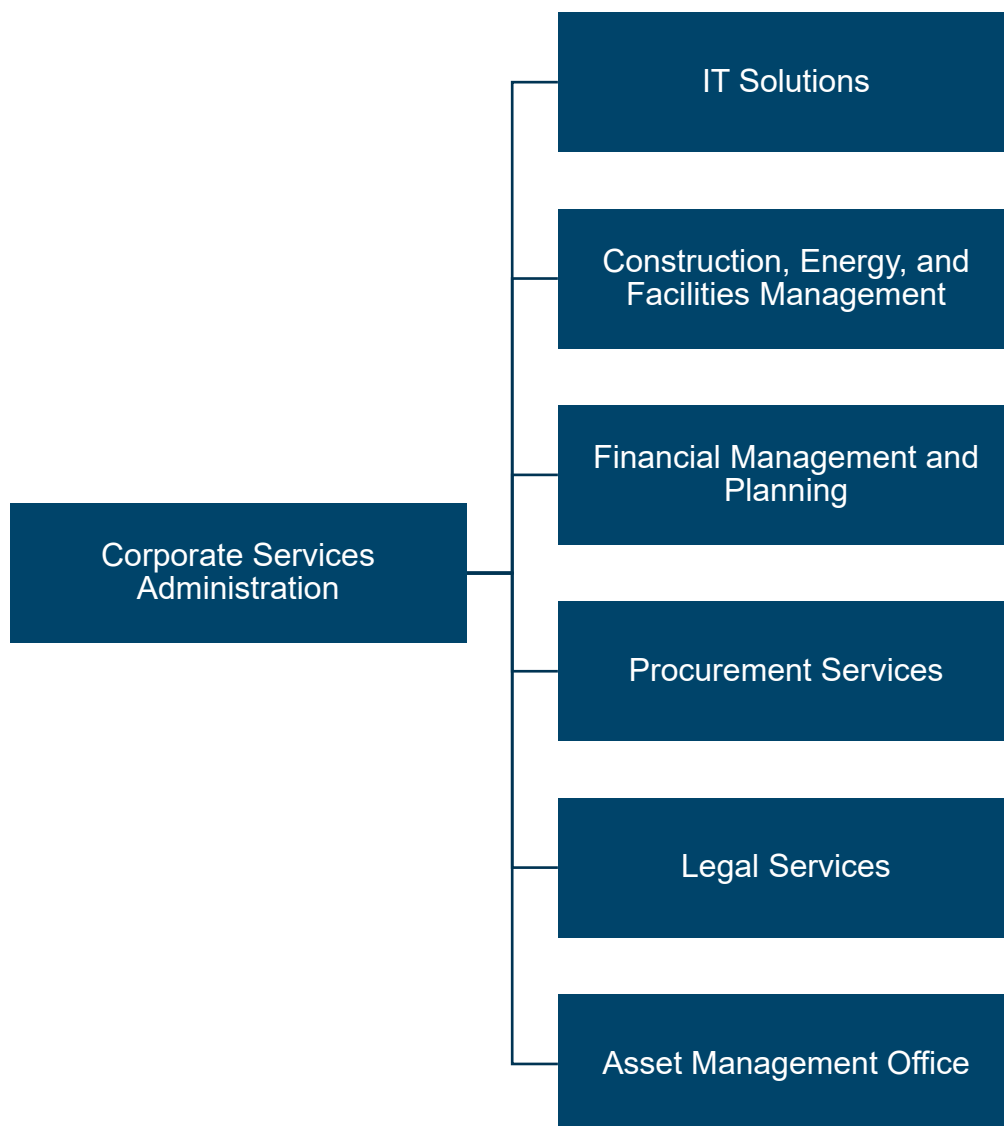 IT Solutions
Construction, Energy, and
Facilities Management
Financial Management and
Planning
Corporate Services
Administration
Procurement Services
Legal Services
Asset Management Office